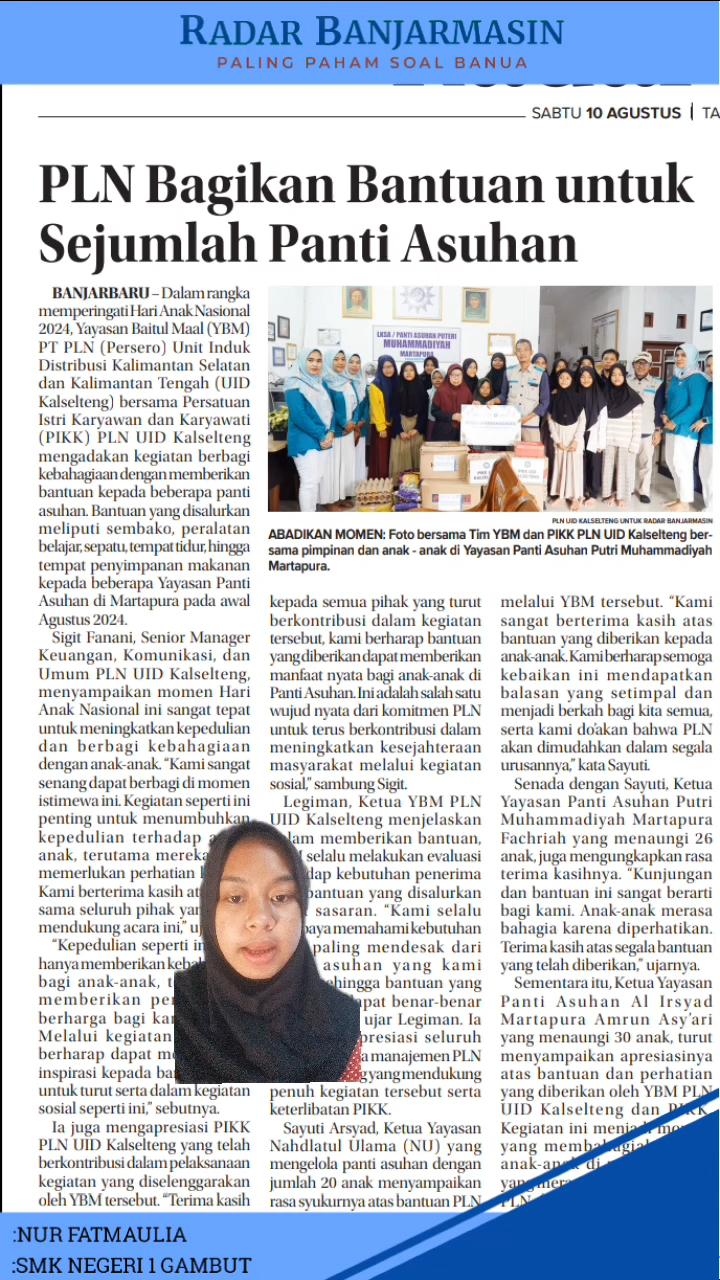 RADAR BANJARMASIN
PALING PAHAM SOAL BANUA
SABTU 10 AGUSTUS | TA
PLN Bagikan Bantuan untuk
Sejumlah Panti Asuhan
BANJARBARU – Dalam rangka
memperingati Hari Anak Nasional
2024, Yayasan Baitul Maal (YBM)
PT PLN (Persero) Unit Induk
Distribusi Kalimantan Selatan
dan Kalimantan Tengah (UID
Kalselteng) bersama Persatuan
Istri Karyawan dan Karyawati
(PIKK) PLN UID Kalselteng
mengadakan kegiatan berbagi
kebahagiaan dengan memberikan
bantuan kepada beberapa panti
asuhan. Bantuan yang disalurkan
meliputi sembako, peralatan
belajar, sepatu, tempat tidur, hingga
tempat penyimpanan makanan
kepada beberapa Yayasan Panti
Asuhan di Martapura pada awal
Agustus 2024.
Sigit Fanani, Senior Manager
Keuangan, Komunikasi, dan
Umum PLN UID Kalselteng,
menyampaikan momen Hari
Anak Nasional ini sangat tepat
untuk meningkatkan kepedulian
dan berbagi kebahagiaan
dengan anak-anak. “Kami sangat
senang dapat berbagi di momen
istimewa ini. Kegiatan seperti ini
penting untuk menumbuhkan
kepedulian terhadap
anak, terutama mereka
memerlukan perhatian
Kami berterima kasih
sama seluruh pihak
mendukung acara ini,”
“Kepedulian seperti
hanya memberikan
bagi anak-anak,
memberikan
berharga bagi
Melalui kegiatan
berharap dapat
inspirasi kepada
untuk turut serta dalam kegiatan
sosial seperti ini,” sebutnya.
Ia juga mengapresiasi PIKK
PLN UID Kalselteng yang telah
berkontribusi dalam pelaksanaan
kegiatan yang diselenggarakan
oleh YBM tersebut. “Terima kasih
LKSA / PANTI ASUHAN PUTERI
MUHAMMADIYAH
MARTAPURA
PLN UID KALSELTENG UNTUK RADAR BANJARMASIN
ABADIKAN MOMEN: Foto bersama Tim YBM dan PIKK PLN UID Kalselteng ber-
sama pimpinan dan anak - anak di Yayasan Panti Asuhan Putri Muhammadiyah
Martapura.
kepada semua pihak yang turut
berkontribusi dalam kegiatan
tersebut, kami berharap bantuan
yang diberikan dapat memberikan
manfaat nyata bagi anak-anak di
Panti Asuhan. Ini adalah salah satu
wujud nyata dari komitmen PLN
untuk terus berkontribusi dalam
meningkatkan kesejahteraan
masyarakat melalui kegiatan
sosial,” sambung Sigit.
Legiman, Ketua YBM PLN
UID Kalselteng menjelaskan
dalam memberikan bantuan,
selalu melakukan evaluasi
kebutuhan penerima
bantuan yang disalurkan
sasaran. “Kami selalu
memahami kebutuhan
paling mendesak dari
asuhan yang kami
sehingga bantuan yang
dapat benar-benar
ujar Legiman. Ia
seluruh
manajemen PLN
yang mendukung
penuh kegiatan tersebut serta
keterlibatan PIKK.
Sayuti Arsyad, Ketua Yayasan
Nahdlatul Ulama (NU) yang
mengelola panti asuhan dengan
jumlah 20 anak menyampaikan
rasa syukurnya atas bantuan PLN
melalui YBM tersebut. “Kami
sangat berterima kasih atas
bantuan yang diberikan kepada
anak-anak. Kami berharap semoga
kebaikan ini mendapatkan
balasan yang setimpal dan
menjadi berkah bagi kita semua,
serta kami do’akan bahwa PLN
akan dimudahkan dalam segala
urusannya,” kata Sayuti.
Senada dengan Sayuti, Ketua
Yayasan Panti Asuhan Putri
Muhammadiyah Martapura
Fachriah yang menaungi 26
anak, juga mengungkapkan rasa
terima kasihnya. “Kunjungan
dan bantuan ini sangat berarti
bagi kami. Anak-anak merasa
bahagia karena diperhatikan.
Terima kasih atas segala bantuan
yang telah diberikan,” ujarnya.
Sementara itu, Ketua Yayasan
Panti Asuhan Al Irsyad
Martapura Amrun Asy’ari
yang menaungi 30 anak, turut
menyampaikan apresiasinya
atas bantuan dan perhatian
yang diberikan oleh YBM PLN
UID Kalselteng dan PIKK.
Kegiatan ini
yang
anak-anak di
yang
PLN
:NUR FATMAULIA
:SMK NEGERI 1 GAMBUT